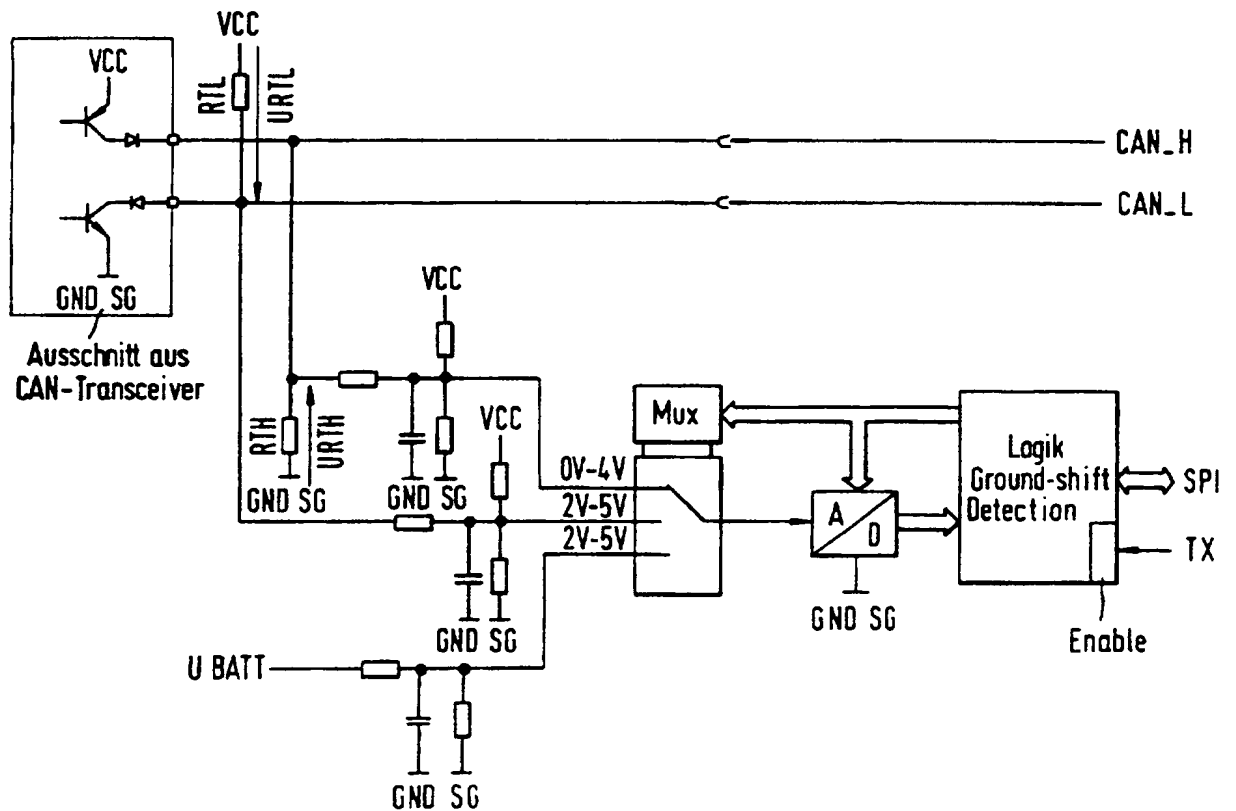 VCC
VCC
RTL
URTL
CAN_H
CAN_L
GND SG
Ausschnitt aus
CAN-Transceiver
VCC
RTH
URTH
VCC
Mux
GND SG
GND SG
0V-4V
2V-5V
2V-5V
A
D
Logik
Ground-shift
Detection
SPI
TX
GND SG
Enable
GND SG
U BATT
GND SG